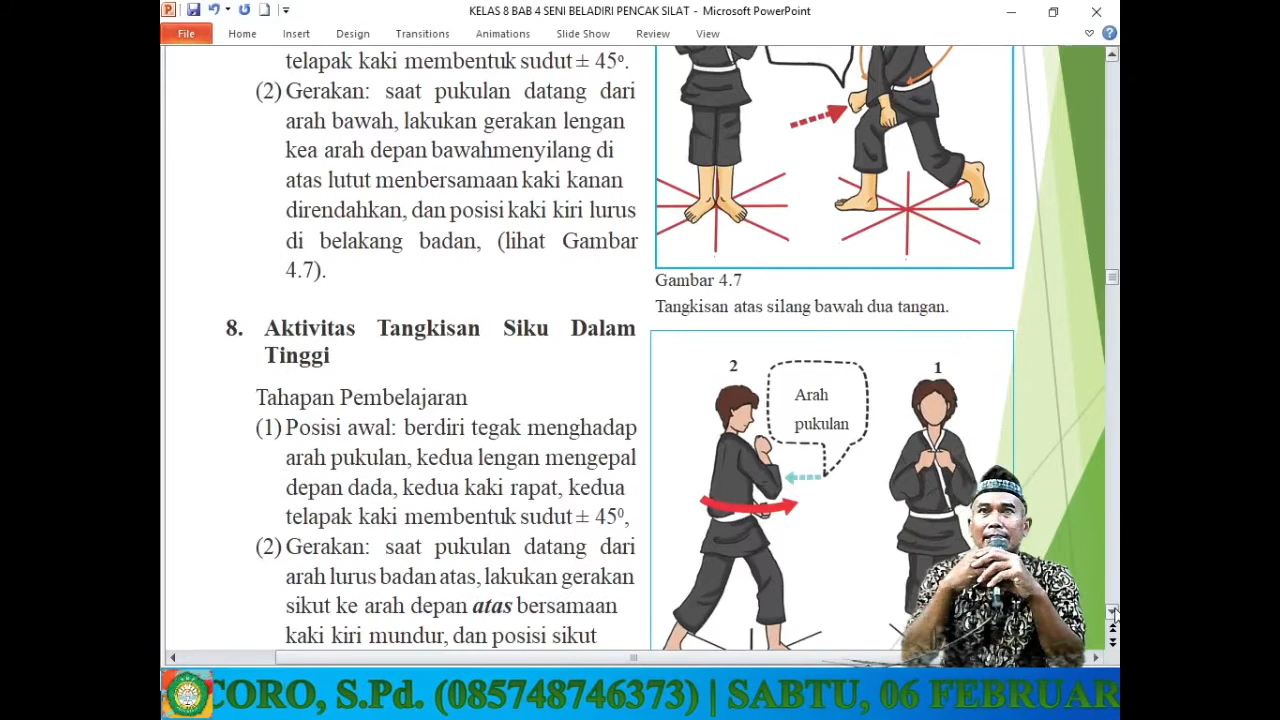 KELAS 8 BAB 4 SENI BELADIRI PENCAK SILAT - Microsoft PowerPoint
File Home Insert Design Transitions Animations Slide Show Review View
telapak kaki membentuk sudut ± 45º.
(2) Gerakan: saat pukulan datang dari
arah bawah, lakukan gerakan lengan
kea arah depan bawahmenyilang di
atas lutut menbersamaan kaki kanan
direndahkan, dan posisi kaki kiri lurus
di belakang badan, (lihat Gambar
4.7).
Gambar 4.7
Tangkisan atas silang bawah dua tangan.
8. Aktivitas Tangkisan Siku Dalam
Tinggi
Tahapan Pembelajaran
(1) Posisi awal: berdiri tegak menghadap
arah pukulan, kedua lengan mengepal
depan dada, kedua kaki rapat, kedua
telapak kaki membentuk sudut ± 45⁰,
(2) Gerakan: saat pukulan datang dari
arah lurus badan atas, lakukan gerakan
sikut ke arah depan atas bersamaan
kaki kiri mundur, dan posisi sikut
2
1
Arah
pukulan
CORO, S.Pd. (085748746373) | SABTU, 06 FEBRUAR